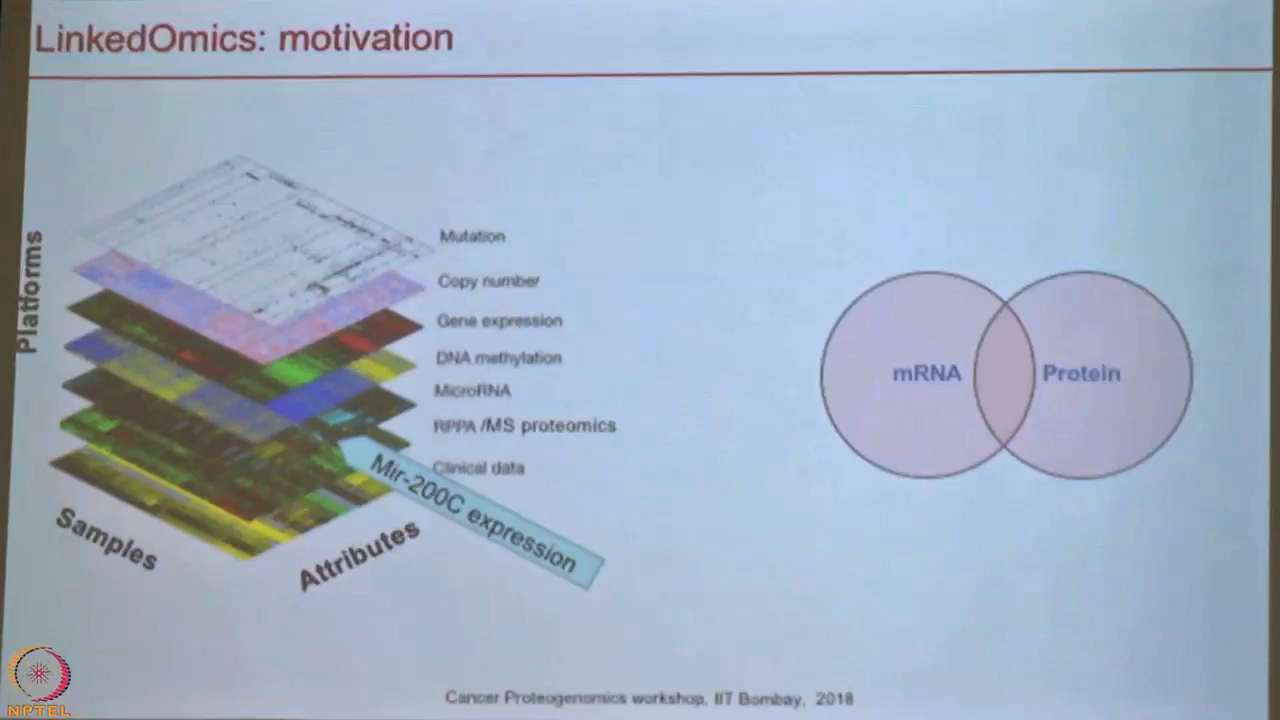 LinkedOmics: motivation
Platforms
Mutation
Copy number
Gene expression
DNA methylation
MicroRNA
RPPA /MS proteomics
Clinical data
Mir-200C expression
Samples
Attributes
mRNA
Protein
Cancer Proteogenomics workshop, IIT Bombay, 2018
NPTEL